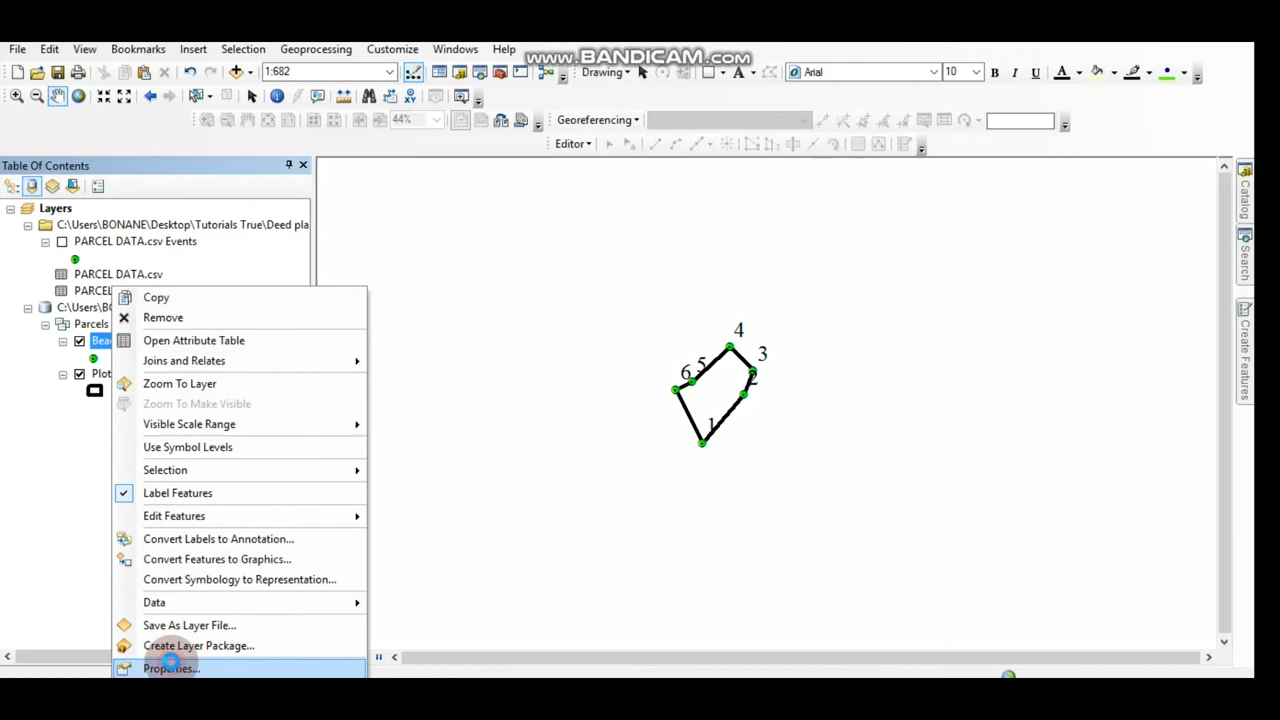 www.BANDICAM.com
File Edit View Bookmarks Insert Selection Geoprocessing Customize Windows Help
1:682
Drawing
Arial
10
B I U A
44%
Georeferencing
Editor
Table Of Contents
Layers
C:\Users\BONANE\Desktop\Tutorials True\Deed pla
PARCEL DATA.csv Events
PARCEL DATA.csv
PARCEL
C:\Users\BO
Parcels
Bea
Plot
Copy
Remove
Open Attribute Table
Joins and Relates
Zoom To Layer
Zoom To Make Visible
Visible Scale Range
Use Symbol Levels
Selection
Label Features
Edit Features
Convert Labels to Annotation...
Convert Features to Graphics...
Convert Symbology to Representation...
Data
Save As Layer File...
Create Layer Package...
Properties...
4
3
5
6
2
1
Catalog
Search
Create Features